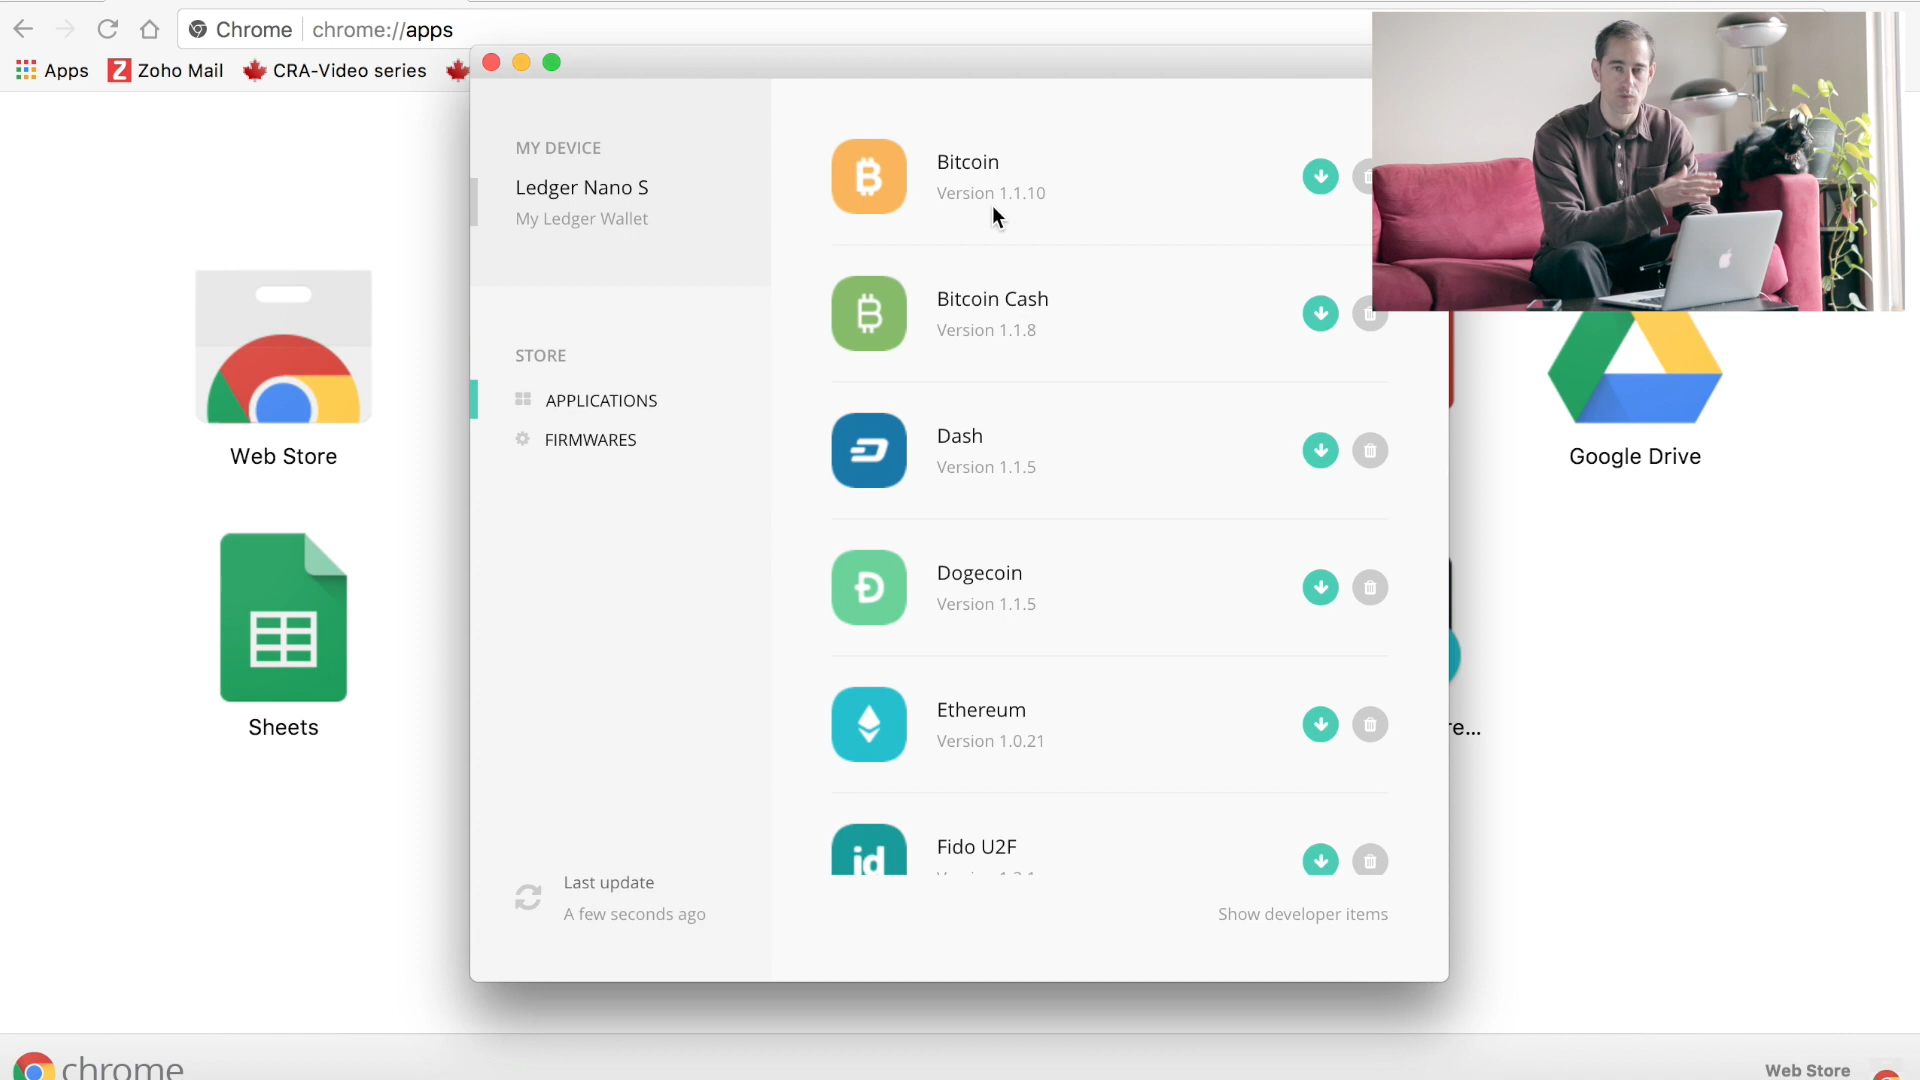 Chrome
chrome://apps
Apps
Zoho Mail
CRA-Video series
MY DEVICE
Ledger Nano S
My Ledger Wallet
STORE
APPLICATIONS
FIRMWARES
Last update
A few seconds ago
Bitcoin
Version 1.1.10
Bitcoin Cash
Version 1.1.8
Dash
Version 1.1.5
Dogecoin
Version 1.1.5
Ethereum
Version 1.0.21
id
Fido U2F
Show developer items
Web Store
Sheets
Google Drive
re...
chrome
Web Store